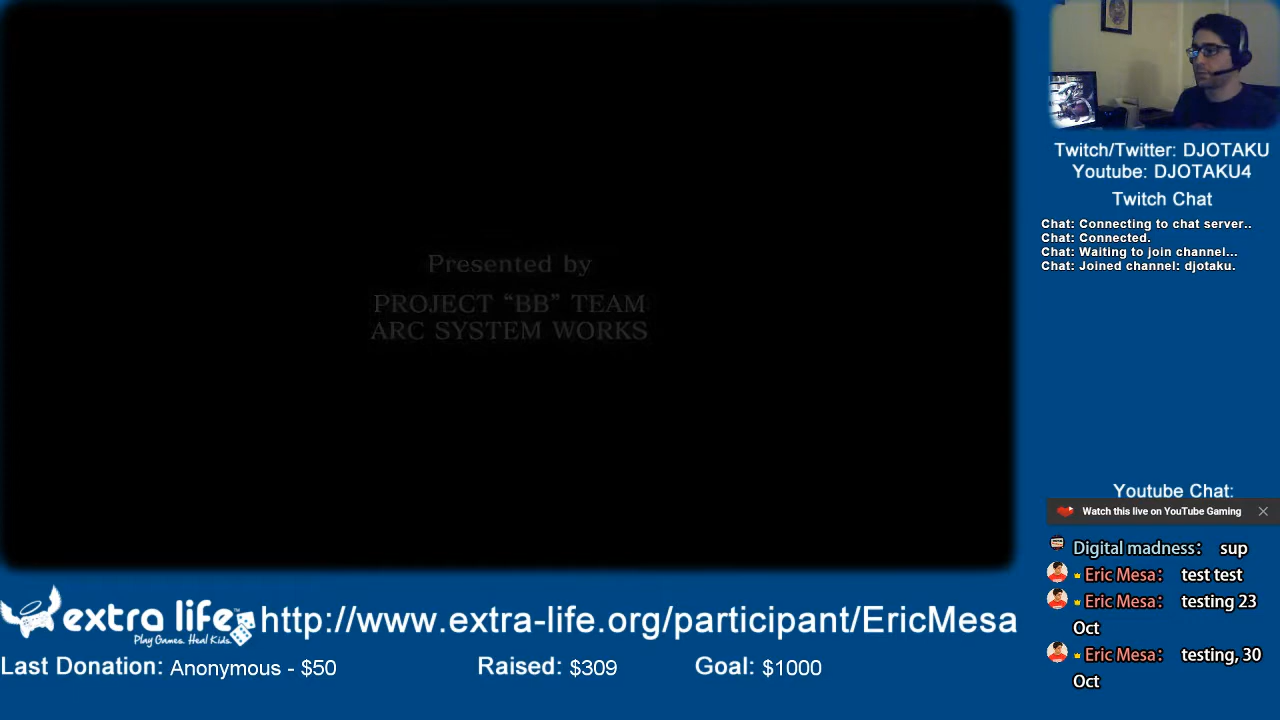 Presented by
PROJECT “BB” TEAM
ARC SYSTEM WORKS
Twitch/Twitter: DJOTAKU
Youtube: DJOTAKU4
Twitch Chat
Chat: Connecting to chat server..
Chat: Connected.
Chat: Waiting to join channel...
Chat: Joined channel: djotaku.
Youtube Chat:
Watch this live on YouTube Gaming
Digital madness: sup
Eric Mesa: test test
Eric Mesa: testing 23
Oct
Eric Mesa: testing, 30
Oct
extra life
Play Games. Heal Kids.
http://www.extra-life.org/participant/EricMesa
Last Donation: Anonymous - $50
Raised: $309
Goal: $1000